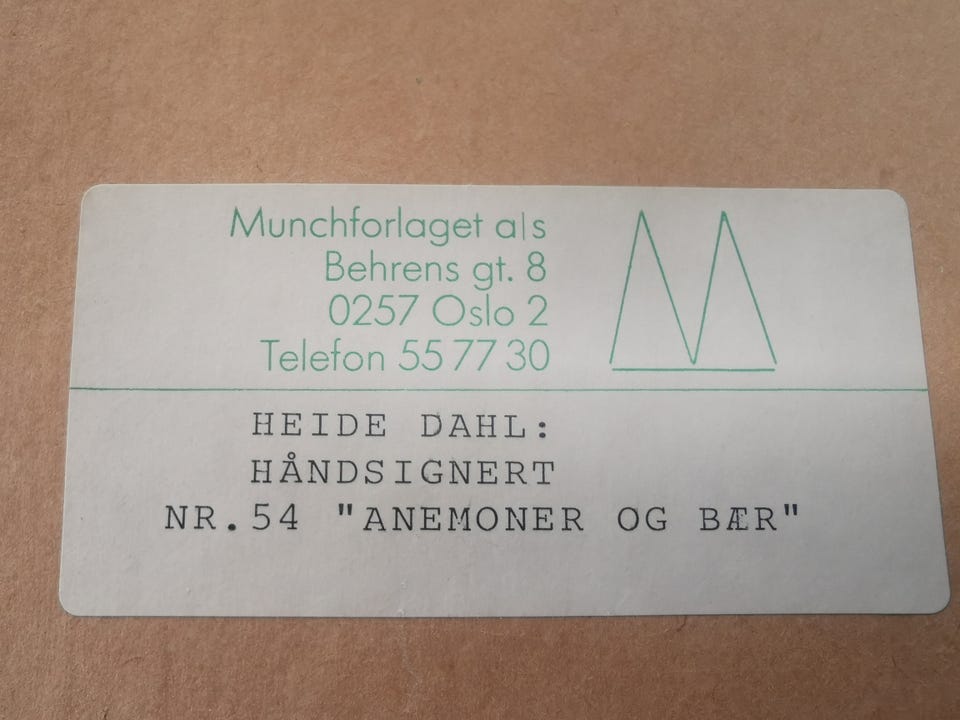 Munchforlaget a|s
Behrens gt. 8
0257 Oslo 2
Telefon 55 77 30
HEIDE DAHL:
HÅNDSIGNERT
NR.54 "ANEMONER OG BÆR"